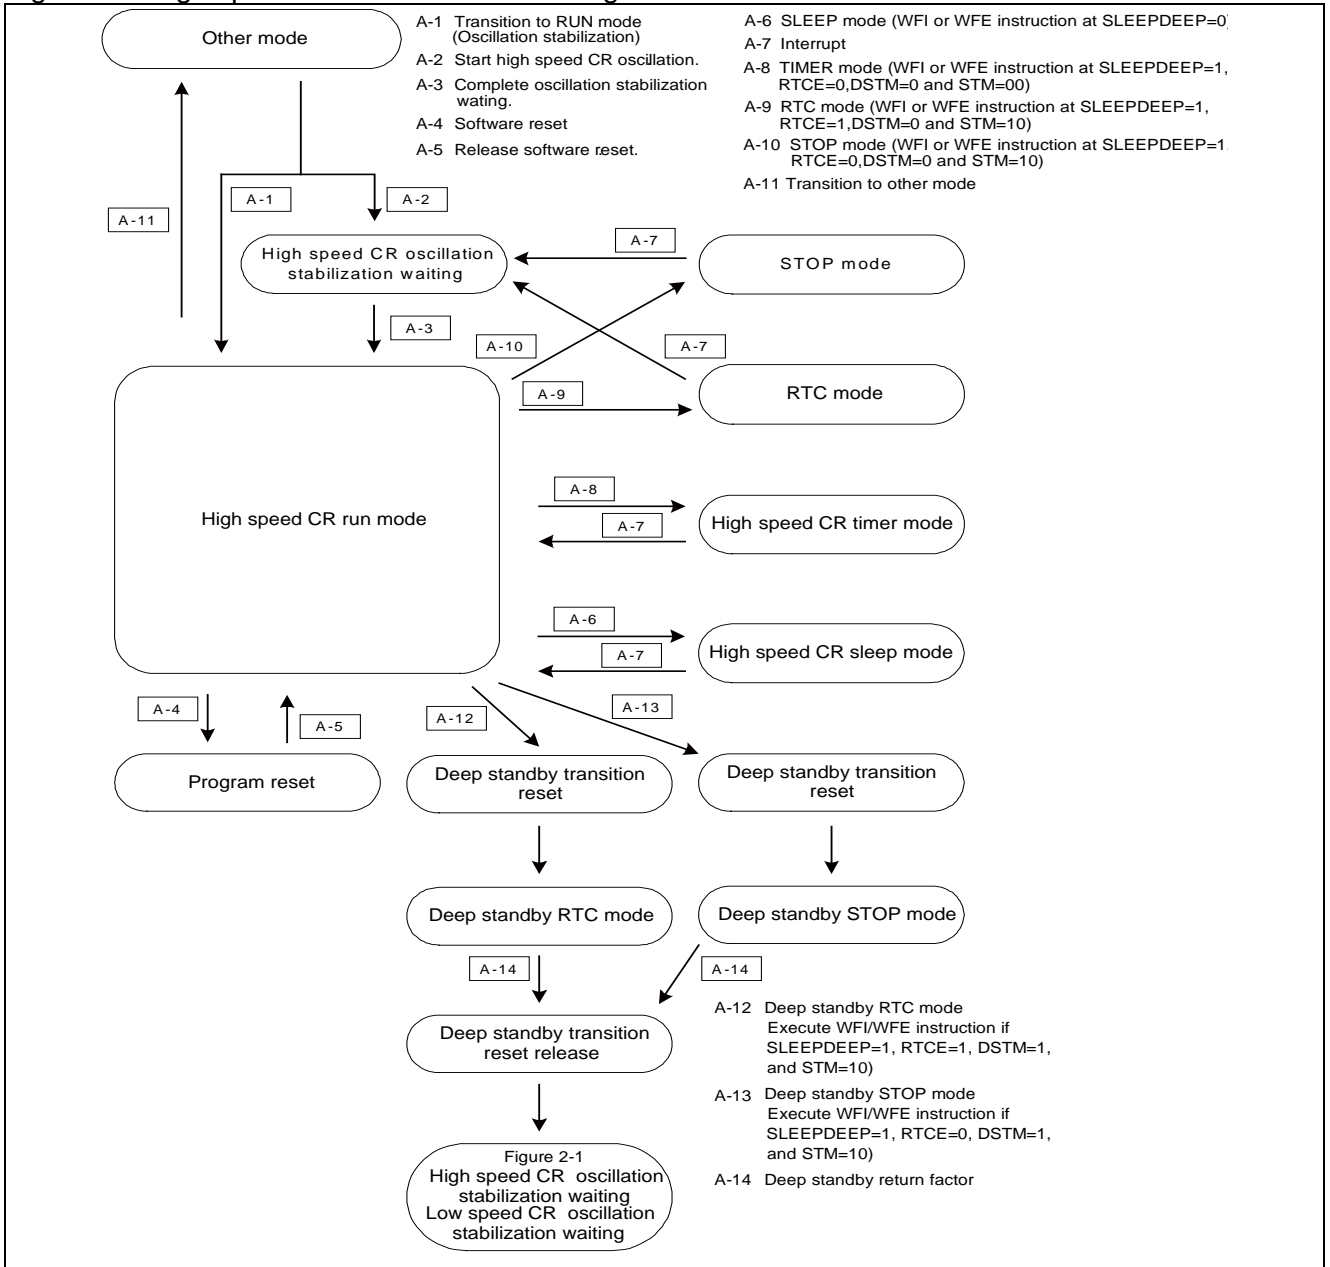 Other mode
A-1 Transition to RUN mode
(Oscillation stabilization)
A-2 Start high speed CR oscillation.
A-3 Complete oscillation stabilization
wating.
A-4 Software reset
A-5 Release software reset.
A-6 SLEEP mode (WFI or WFE instruction at SLEEPDEEP=0)
A-7 Interrupt
A-8 TIMER mode (WFI or WFE instruction at SLEEPDEEP=1,
RTCE=0,DSTM=0 and STM=00)
A-9 RTC mode (WFI or WFE instruction at SLEEPDEEP=1,
RTCE=1,DSTM=0 and STM=10)
A-10 STOP mode (WFI or WFE instruction at SLEEPDEEP=1,
RTCE=0,DSTM=0 and STM=10)
A-11 Transition to other mode
A-11
A-1
A-2
High speed CR oscillation
stabilization waiting
A-7
STOP mode
A-3
A-10
A-7
A-9
RTC mode
High speed CR run mode
A-8
A-7
High speed CR timer mode
A-6
A-7
High speed CR sleep mode
A-4
A-5
A-12
A-13
Program reset
Deep standby transition
reset
Deep standby transition
reset
Deep standby RTC mode
Deep standby STOP mode
A-14
A-14
Deep standby transition
reset release
A-12 Deep standby RTC mode
Execute WFI/WFE instruction if
SLEEPDEEP=1, RTCE=1, DSTM=1,
and STM=10)
A-13 Deep standby STOP mode
Execute WFI/WFE instruction if
SLEEPDEEP=1, RTCE=0, DSTM=1,
and STM=10)
A-14 Deep standby return factor
Figure 2-1
High speed CR oscillation
stabilization waiting
Low speed CR oscillation
stabilization waiting